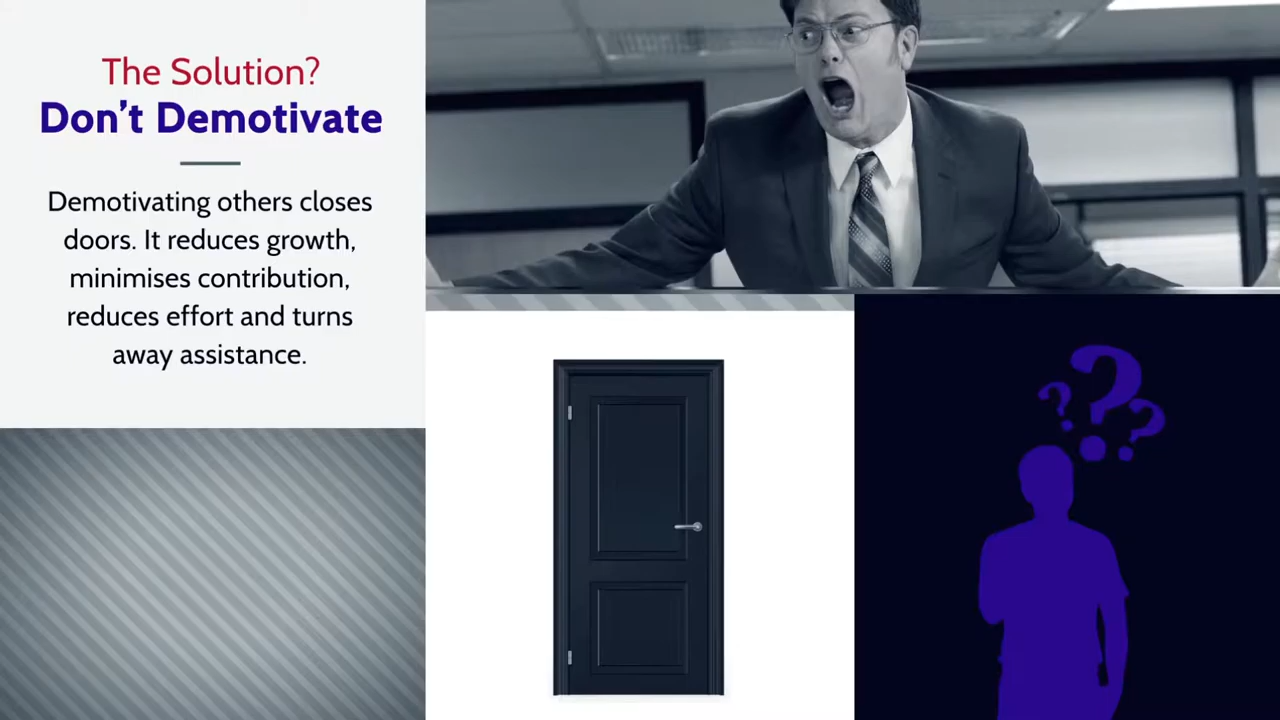 The Solution?
Don't Demotivate
Demotivating others closes
doors. It reduces growth,
minimises contribution,
reduces effort and turns
away assistance.
???